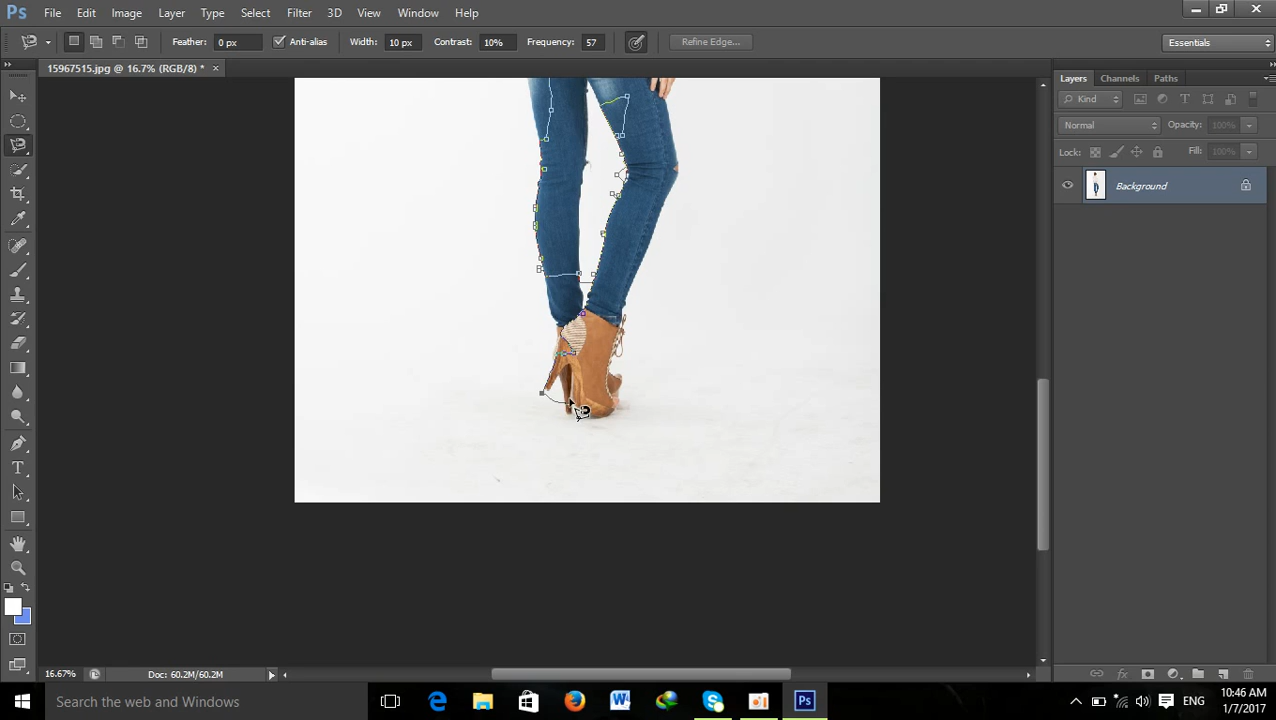 Ps File Edit Image Layer Type Select Filter 3D View Window Help
Feather: 0 px Anti-alias Width: 10 px Contrast: 10% Frequency: 57 Refine Edge... Essentials
15967515.jpg @ 16.7% (RGB/8) * ×
Layers Channels Paths
Kind
Normal Opacity: 100%
Lock: Fill: 100%
Background
16.67% Doc: 60.2M/60.2M
Search the web and Windows
ENG
10:46 AM
1/7/2017